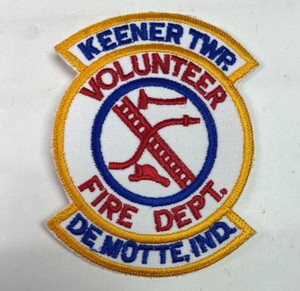 KEENER TWP.
VOLUNTEER
FIRE DEPT.
DE MOTTE, IND.